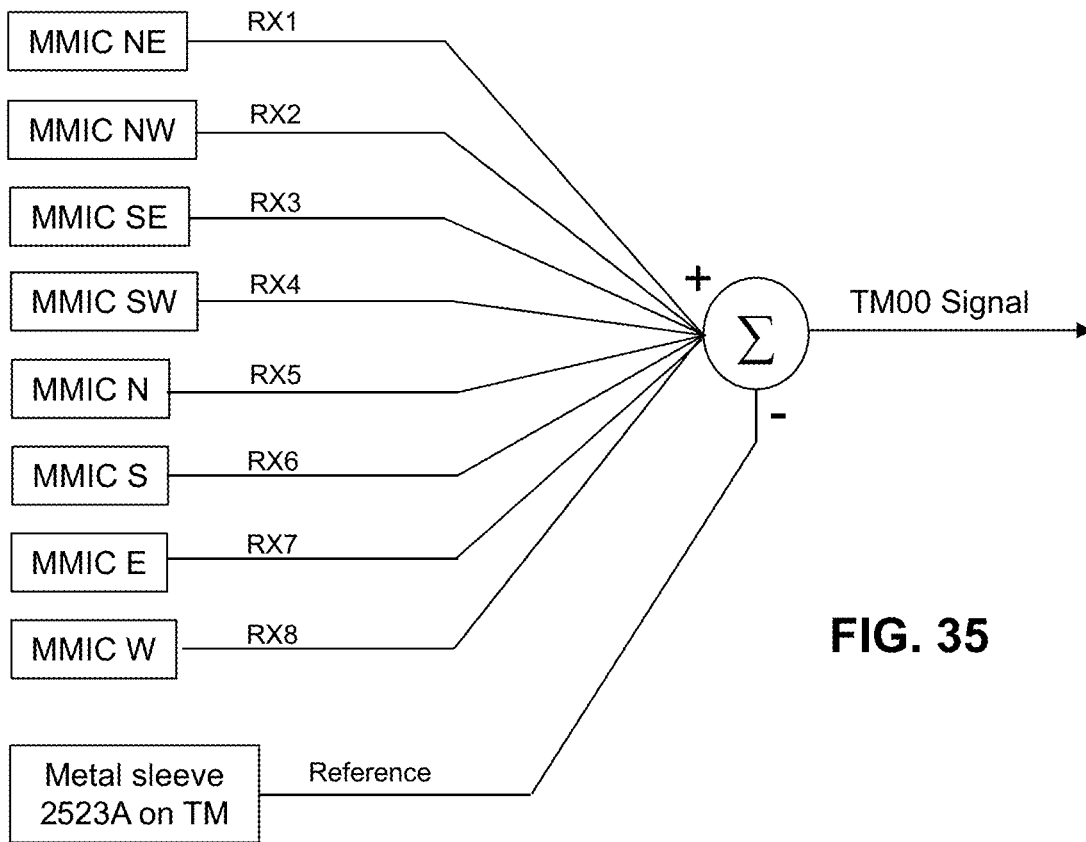 MMIC NE RX1
MMIC NW RX2
MMIC SE RX3
MMIC SW RX4
+
Σ
TM00 Signal
MMIC N RX5
-
MMIC S RX6
MMIC E RX7
MMIC W RX8
FIG. 35
Metal sleeve
2523A on TM
Reference